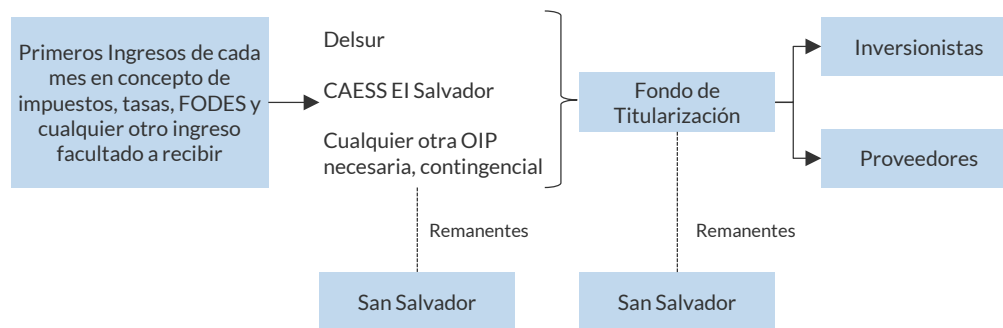 Primeros Ingresos de cada
mes en concepto de
impuestos, tasas, FODES y
cualquier otro ingreso
facultado a recibir
Delsur
CAESS El Salvador
Cualquier otra OIP
necesaria, contingencial
Fondo de
Titularización
Inversionistas
Proveedores
Remanentes
Remanentes
San Salvador
San Salvador